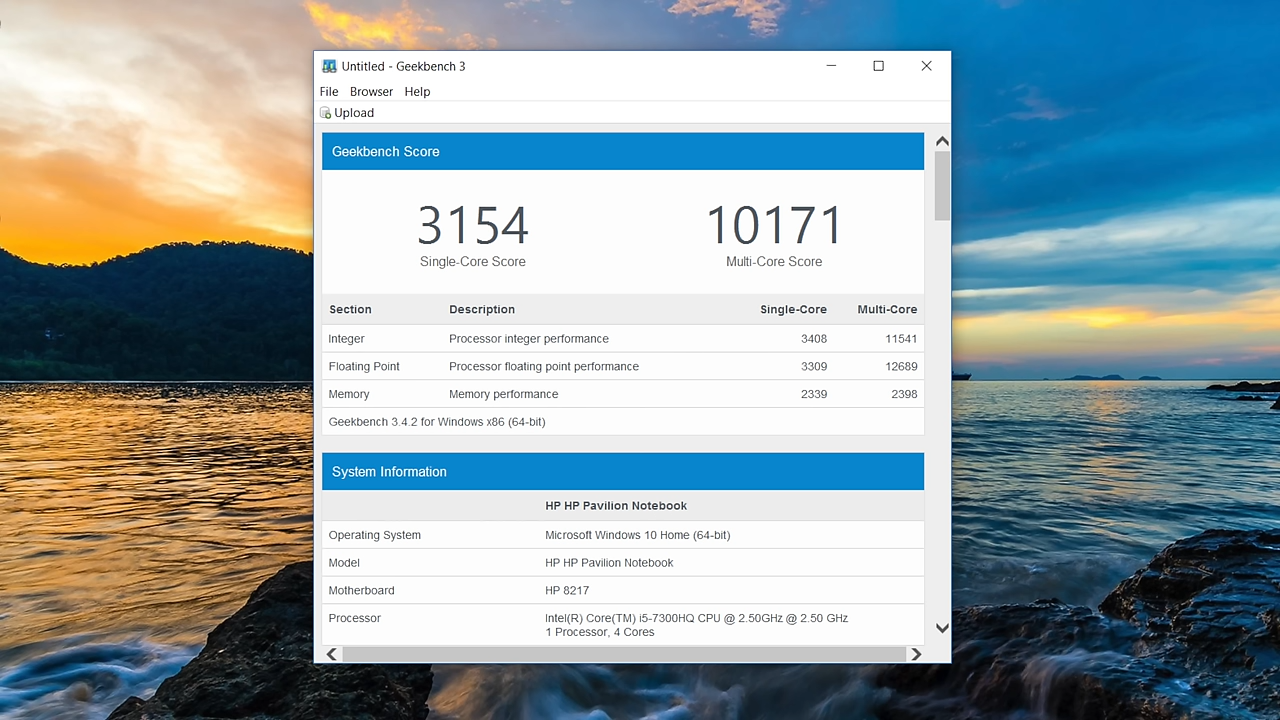 Untitled - Geekbench 3
File Browser Help
Upload
Geekbench Score
3154 10171
Single-Core Score Multi-Core Score
Section Description Single-Core Multi-Core
Integer Processor integer performance 3408 11541
Floating Point Processor floating point performance 3309 12689
Memory Memory performance 2339 2398
Geekbench 3.4.2 for Windows x86 (64-bit)
System Information
HP HP Pavilion Notebook
Operating System Microsoft Windows 10 Home (64-bit)
Model HP HP Pavilion Notebook
Motherboard HP 8217
Processor Intel(R) Core(TM) i5-7300HQ CPU @ 2.50GHz @ 2.50 GHz
1 Processor, 4 Cores